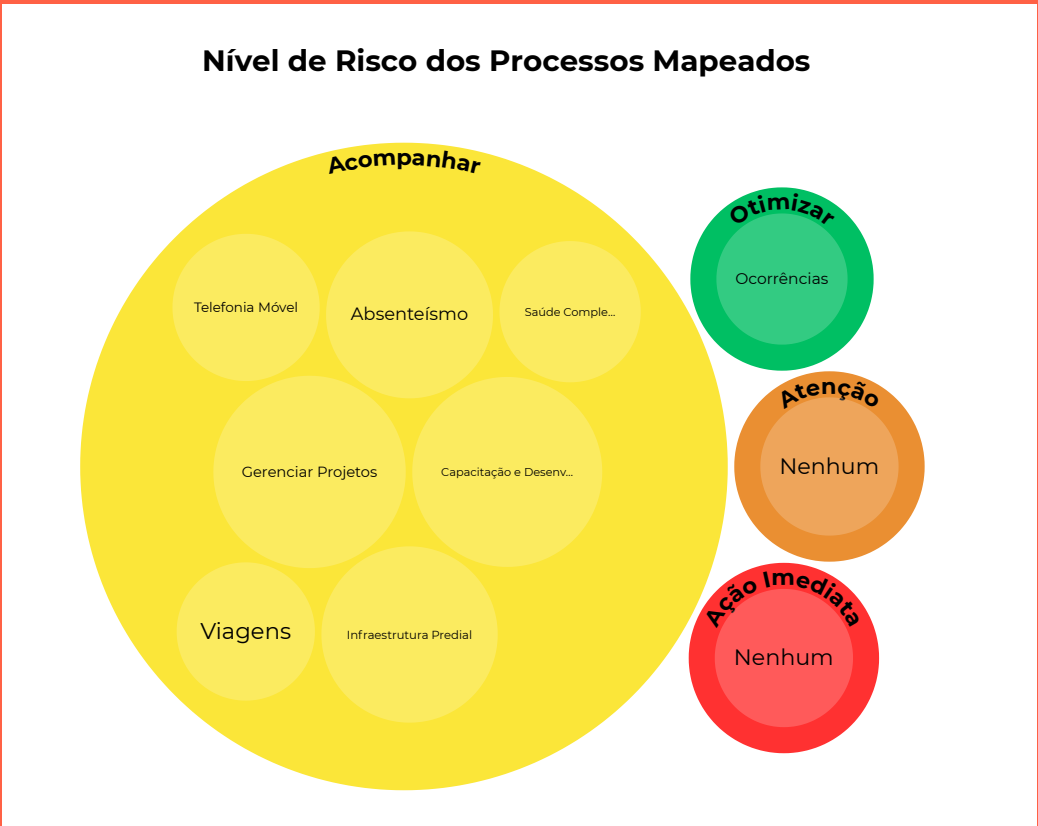 Nível de Risco dos Processos Mapeados
Acompanhar
Telefonia Móvel
Absenteísmo
Saúde Comple...
Gerenciar Projetos
Capacitação e Desenv...
Viagens
Infraestrutura Predial
Otimizar
Ocorrências
Atenção
Nenhum
Ação Imediata
Nenhum